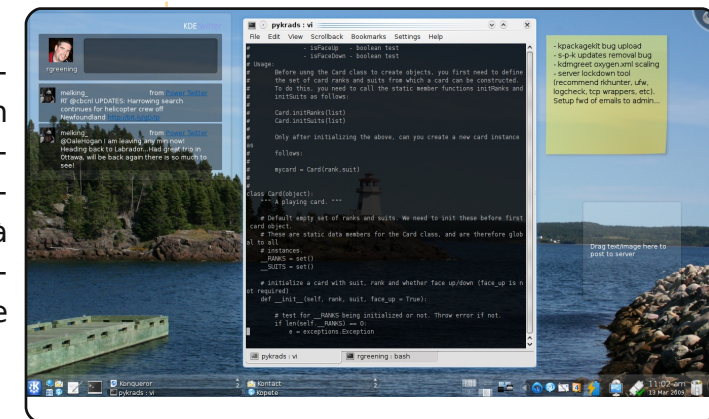 n
a
e
KDE twitter
rgreening
melking_ from Power Twitter
RT @cbcnl UPDATES: Harrowing search
continues for helicopter crew off
Newfoundland
melking_ from Power Twitter
@DaleHogan I am leaving any min now!
Heading back to Labrador...Had great trip in
Ottawa, will be back again there is so much to
see!
pykrads : vi
File Edit View Scrollback Bookmarks Settings Help
# - isFaceUp - boolean test
# - isFaceDown - boolean test
# Usage:
# Before usng the Card class to create objects, you first need to define
# the set of card ranks and suits from which a card can be constructed.
# To do this, you need to call the static member functions initRanks and
# initSuits as follows:
#
# Card.initRanks(list)
# Card.initSuits(list)
#
# Only after initializing the above, can you create a new card instance
as
# follows:
#
# mycard = Card(rank,suit)
#
#
class Card(object):
""" A playing card. """
# Default empty set of ranks and suits. We need to init these before first
card object.
# These are static data members for the Card class, and are therefore glob
al to all
# instances.
__RANKS = set()
__SUITS = set()
# initialize a card with suit, rank and whether face up/down (face_up is n
ot required)
def __init__(self, rank, suit, face_up = True):
# test for __RANKS being initialized or not. Throw error if not.
if len(self.__RANKS) == 0:
e = exceptions.Exception
pykrads : vi rgreening : bash
- kpackagekit bug upload
- s-p-k updates removal bug
- kdmgreet oxygen.xml scaling
- server lockdown tool
(recommend rkhunter, ufw,
logcheck, tcp wrappers, etc).
Setup fwd of emails to admin...
Drag text/image here to
post to server
Konqueror
pykrads : vi
Kontact
Kopete
11:02 am
13 Mar 2009